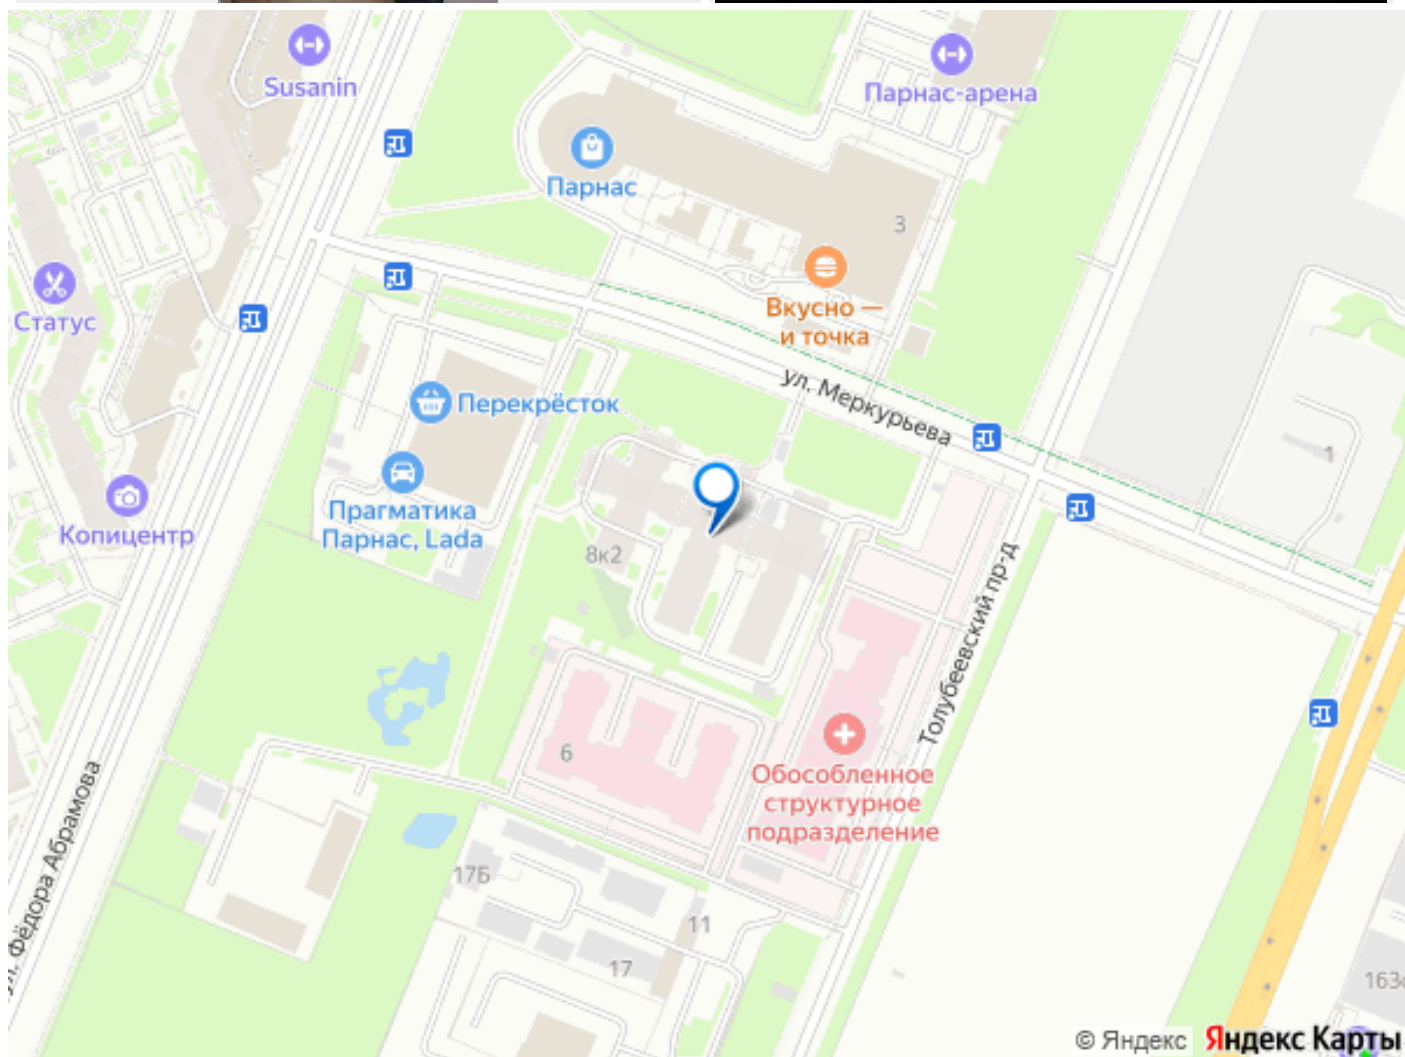 Susanin
Парнас-арена
Парнас
3
Статус
Вкусно —
и точка
ул. Меркурьева
Перекрёсток
1
Прагматика
Парнас, Lada
Копицентр
8к2
Толубеевский пр-д
6
Обособленное
структурное
подразделение
ул. Фёдора Абрамова
17Б
11
17
© Яндекс Яндекс Карты